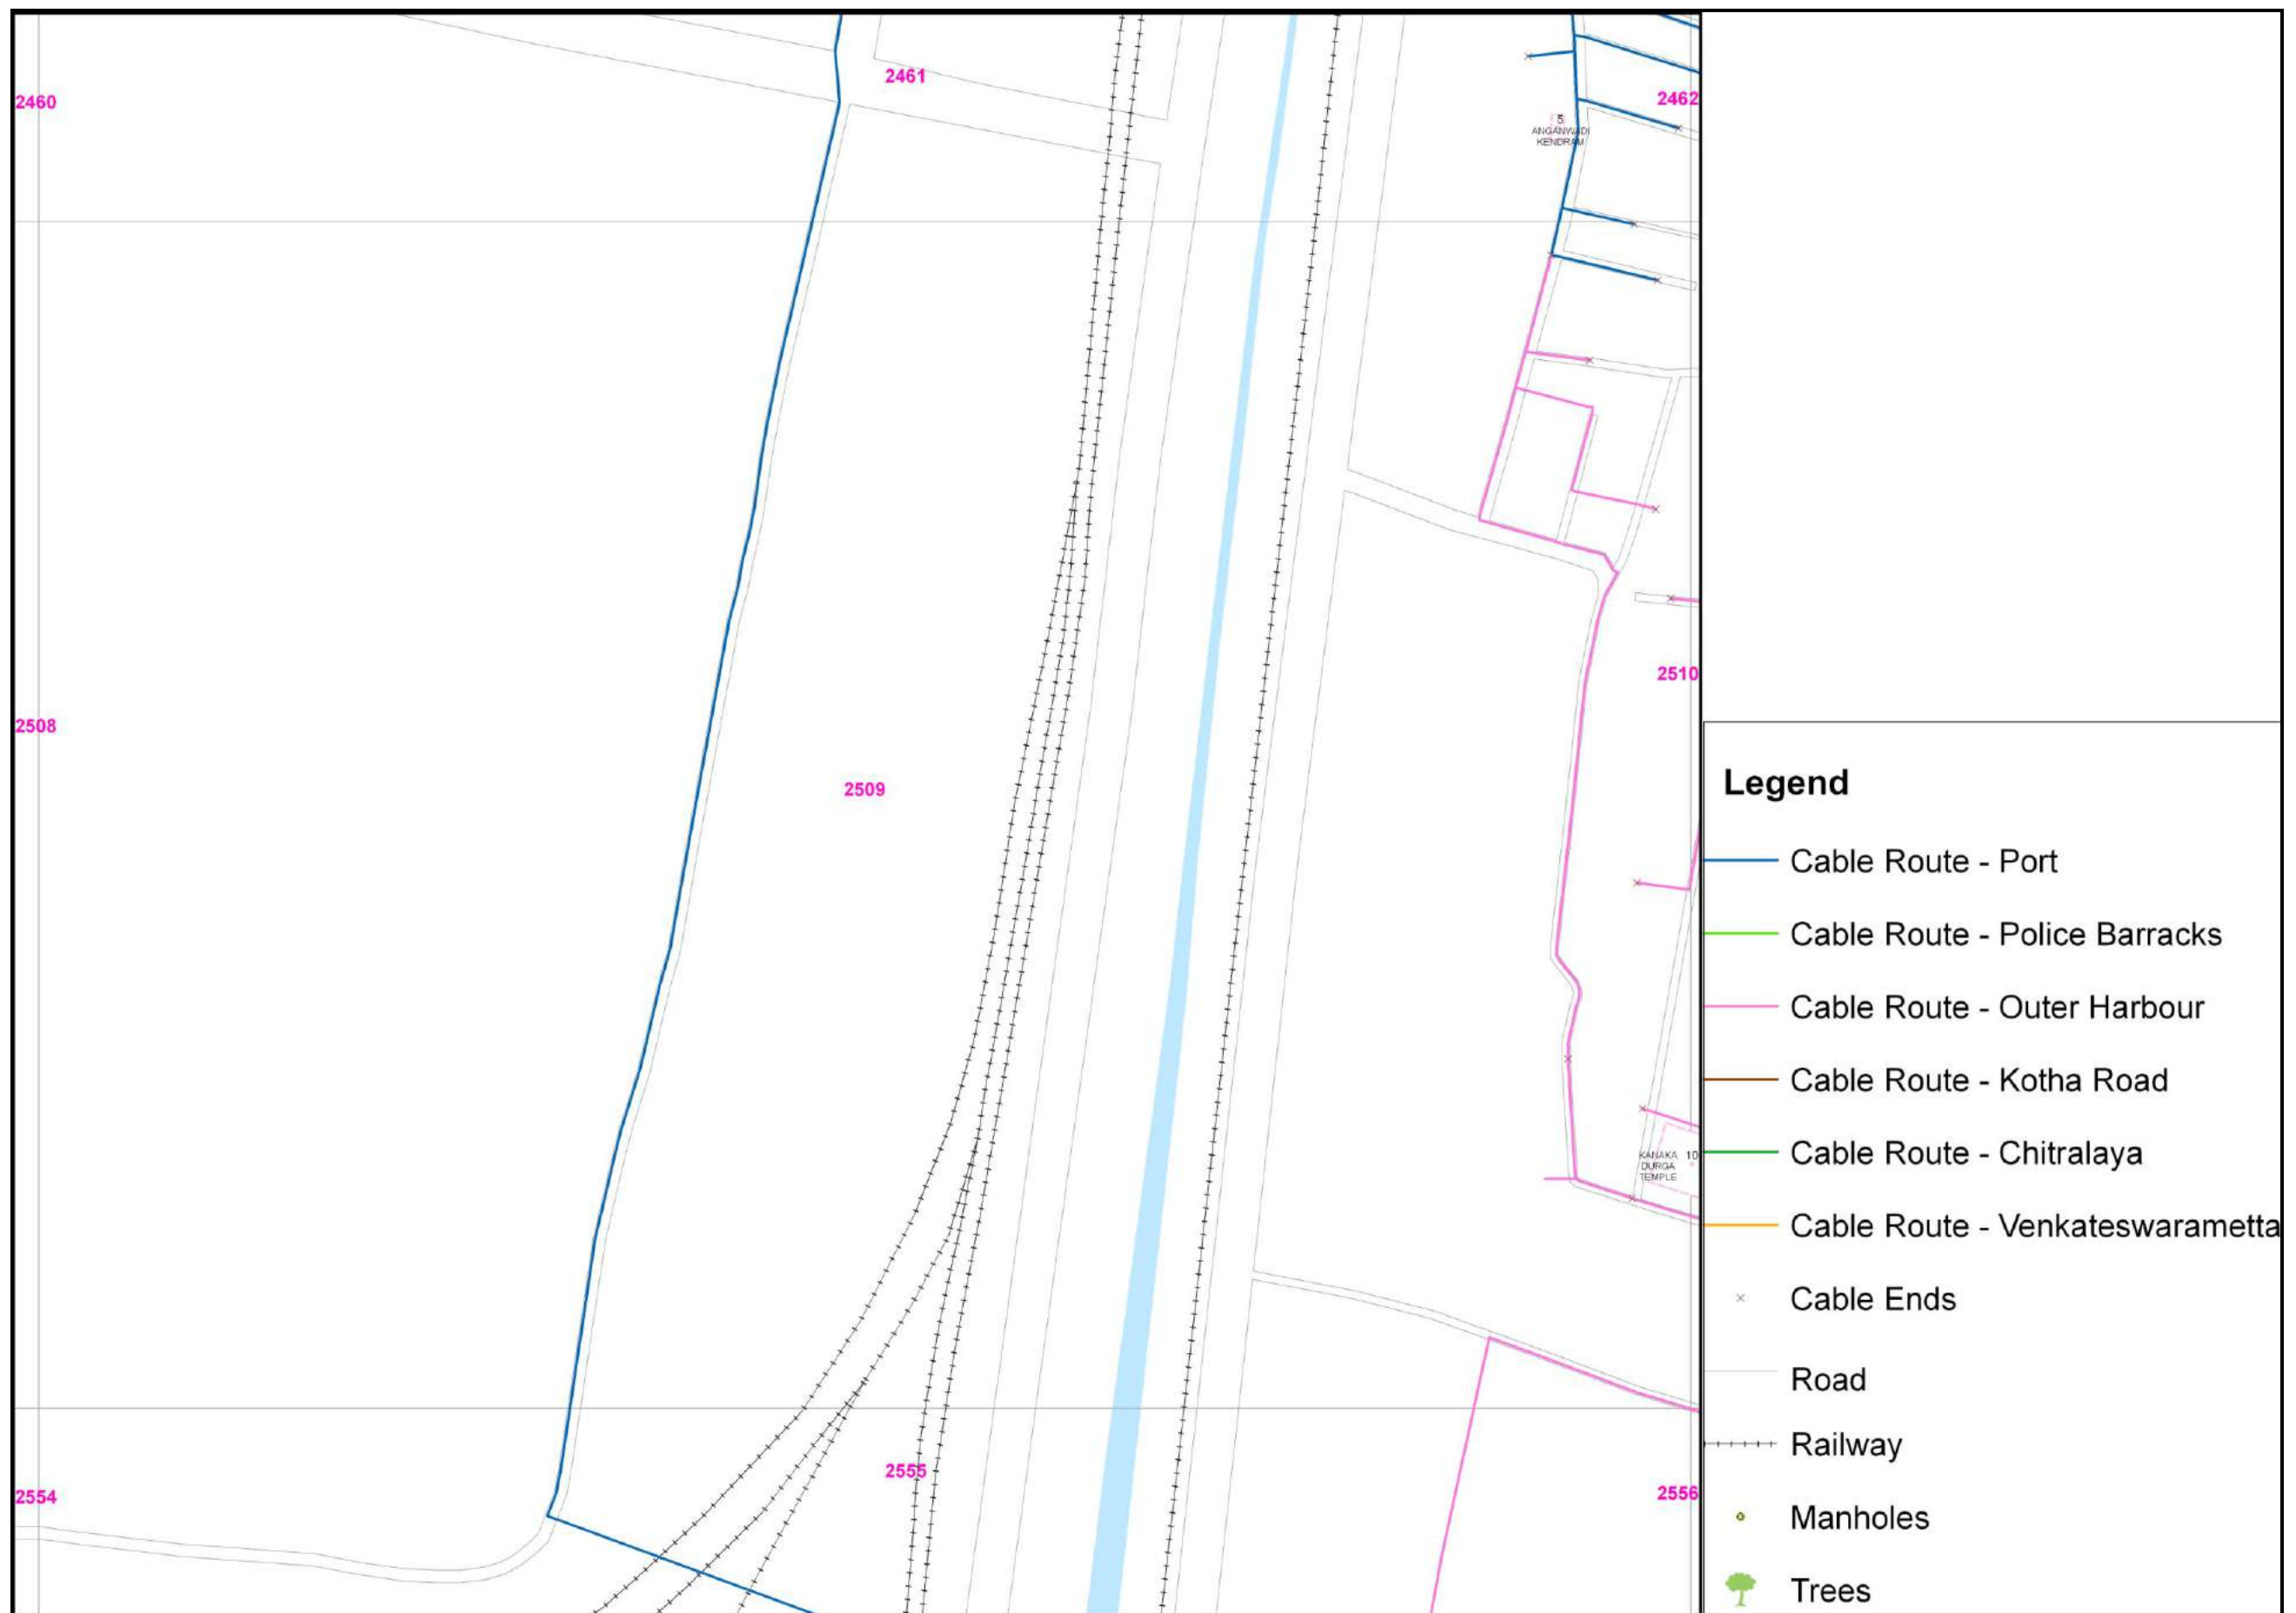 2461
2460
2462
5
ANGANWADI
KENDRAM
2510
2508
2509
KANAKA 10
DURGA
TEMPLE
2555
2554
2556
Legend
Cable Route - Port
Cable Route - Police Barracks
Cable Route - Outer Harbour
Cable Route - Kotha Road
Cable Route - Chitralaya
Cable Route - Venkateswarametta
Cable Ends
Road
Railway
Manholes
Trees